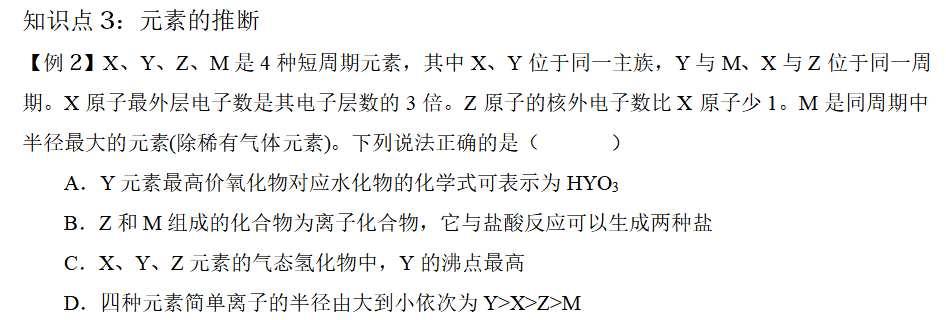 知识点 3：元素的推断
【例 2】X、Y、Z、M 是 4 种短周期元素，其中 X、Y 位于同一主族，Y 与 M、X 与 Z 位于同一周
期。X 原子最外层电子数是其电子层数的 3 倍。Z 原子的核外电子数比 X 原子少 1。M 是同周期中
半径最大的元素(除稀有气体元素)。下列说法正确的是（ ）
A．Y 元素最高价氧化物对应水化物的化学式可表示为 HYO₃
B．Z 和 M 组成的化合物为离子化合物，它与盐酸反应可以生成两种盐
C．X、Y、Z 元素的气态氢化物中，Y 的沸点最高
D．四种元素简单离子的半径由大到小依次为 Y>X>Z>M